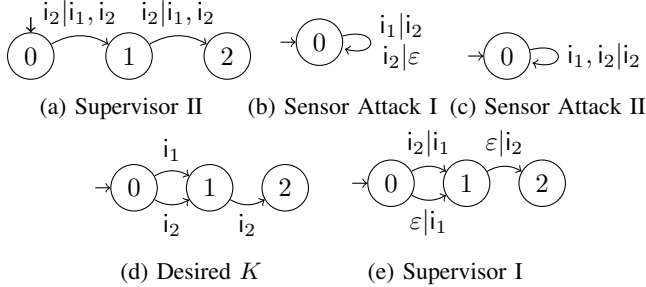 i₂|i₁, i₂ i₂|i₁, i₂
0 1 2
(a) Supervisor II
i₁|i₂
0
i₂|ε
(b) Sensor Attack I
0 i₁, i₂|i₂
(c) Sensor Attack II
i₁
0 1 2
i₂ i₂
(d) Desired K
i₂|i₁ ε|i₂
0 1 2
ε|i₁
(e) Supervisor I